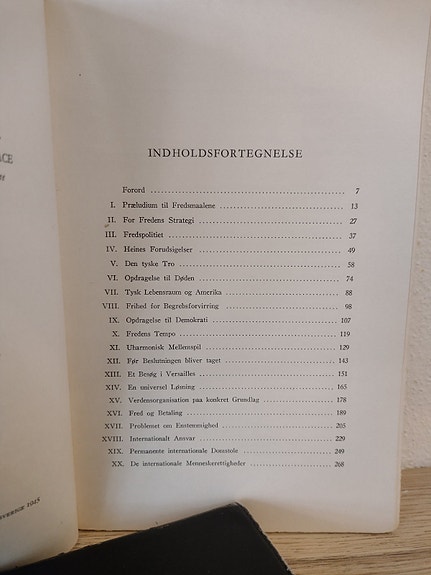 INDHOLDSFORTEGNELSE
Forord 7
I. Præludium til Fredsmaalene 13
II. For Fredens Strategi 27
III. Fredspolitiet 37
IV. Heines Forudsigelser 49
V. Den tyske Tro 58
VI. Opdragelse til Døden 74
VII. Tysk Lebensraum og Amerika 88
VIII. Frihed for Begrebsforvirring 98
IX. Opdragelse til Demokrati 107
X. Fredens Tempo 119
XI. Uharmonisk Mellemspil 129
XII. Før Beslutningen bliver taget 143
XIII. Et Besøg i Versailles 151
XIV. En universel Løsning 165
XV. Verdensorganisation paa konkret Grundlag 178
XVI. Fred og Betaling 189
XVII. Problemet om Enstemmighed 205
XVIII. Internationalt Ansvar 229
XIX. Permanente internationale Domstole 249
XX. De internationale Menneskerettigheder 268